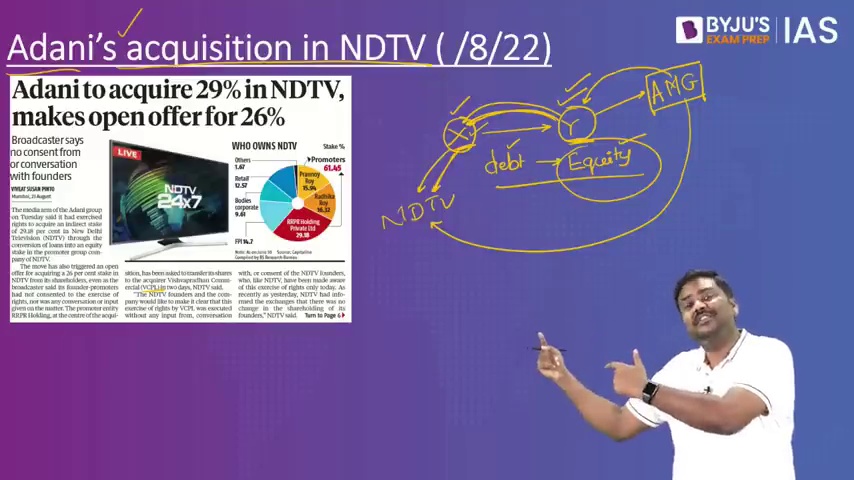 Adani's acquisition in NDTV ( /8/22)
BYJU'S
EXAM PREP
IAS
Adani to acquire 29% in NDTV,
makes open offer for 26%
Broadcaster says
no consent from
or conversation
with founders
VIVEAT SUSAN PINTO
Mumbai, 23 August
The media arm of the Adani group
on Tuesday said it had exercised
rights to acquire an indirect stake
of 29.18 per cent in New Delhi
Television (NDTV) through the
conversion of loans into an equity
stake in the promoter group com-
pany of NDTV.
The move has also triggered an open
offer for acquiring a 26 per cent stake in
NDTV from its shareholders, even as the
broadcaster said its founder-promoters
had not consented to the exercise of
rights, nor was any conversation or input
given on the matter. The promoter entity
RRPR Holding, at the centre of the acqui-
LIVE
NDTV
24x7
WHO OWNS NDTV
Stake %
Others
1.67
Retail
12.57
Bodies
corporate
9.61
FPI 14.7
Promoters
61.45
Prannoy
Roy
15.94
Radhika
Roy
16.32
RRPR Holding
Private Ltd
29.18
Note: As on June 30 Source: Capitaline
Compiled by BS Research Bureau
sition, has been asked to transfer its shares
to the acquirer Vishvapradhan Comm-
ercial (VCPL) in two days, NDTV said.
"The NDTV founders and the com-
pany would like to make it clear that this
exercise of rights by VCPL was executed
without any input from, conversation
with, or consent of the NDTV founders,
who, like NDTV, have been made aware
of this exercise of rights only today. As
recently as yesterday, NDTV had info-
rmed the exchanges that there was no
change in the shareholding of its
founders," NDTV said. Turn to Page 6
X
Y
AMG
debt → Equity
NDTV